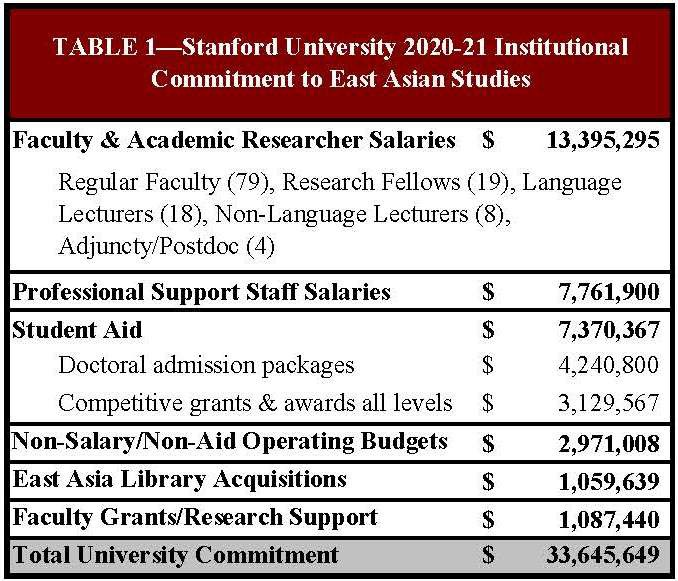 TABLE 1—Stanford University 2020-21 Institutional
Commitment to East Asian Studies
Faculty & Academic Researcher Salaries $ 13,395,295
Regular Faculty (79), Research Fellows (19), Language
Lecturers (18), Non-Language Lecturers (8),
Adjuncty/Postdoc (4)
Professional Support Staff Salaries $ 7,761,900
Student Aid $ 7,370,367
Doctoral admission packages $ 4,240,800
Competitive grants & awards all levels $ 3,129,567
Non-Salary/Non-Aid Operating Budgets $ 2,971,008
East Asia Library Acquisitions $ 1,059,639
Faculty Grants/Research Support $ 1,087,440
Total University Commitment $ 33,645,649